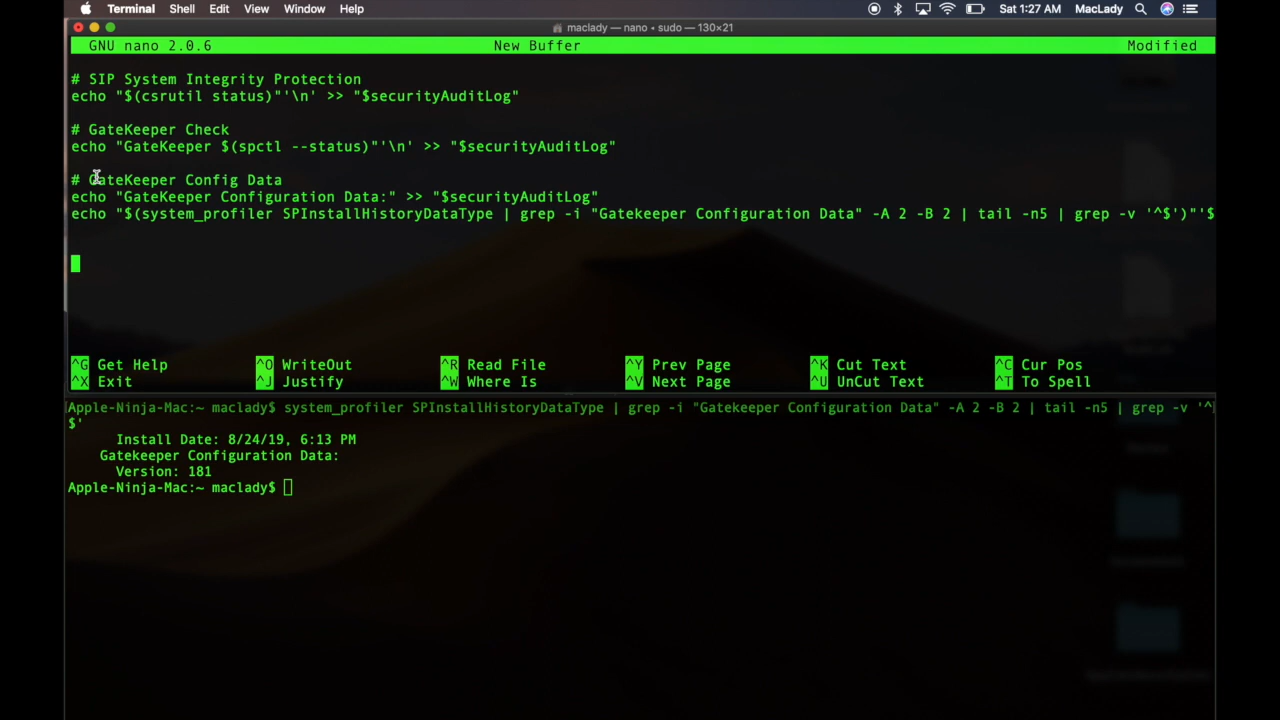 Terminal Shell Edit View Window Help Sat 1:27 AM MacLady
maclady — nano • sudo — 130×21
GNU nano 2.0.6 New Buffer Modified
# SIP System Integrity Protection
echo "$(csrutil status)"'\n' >> "$securityAuditLog"
# GateKeeper Check
echo "GateKeeper $(spctl --status)"'\n' >> "$securityAuditLog"
# GateKeeper Config Data
echo "GateKeeper Configuration Data:" >> "$securityAuditLog"
echo "$(system_profiler SPInstallHistoryDataType | grep -i "Gatekeeper Configuration Data" -A 2 -B 2 | tail -n5 | grep -v '^$')"'$
^G Get Help ^O WriteOut ^R Read File ^Y Prev Page ^K Cut Text ^C Cur Pos
^X Exit ^J Justify ^W Where Is ^V Next Page ^U UnCut Text ^T To Spell
Apple-Ninja-Mac:~ maclady$ system_profiler SPInstallHistoryDataType | grep -i "Gatekeeper Configuration Data" -A 2 -B 2 | tail -n5 | grep -v '^
$'
Install Date: 8/24/19, 6:13 PM
Gatekeeper Configuration Data:
Version: 181
Apple-Ninja-Mac:~ maclady$